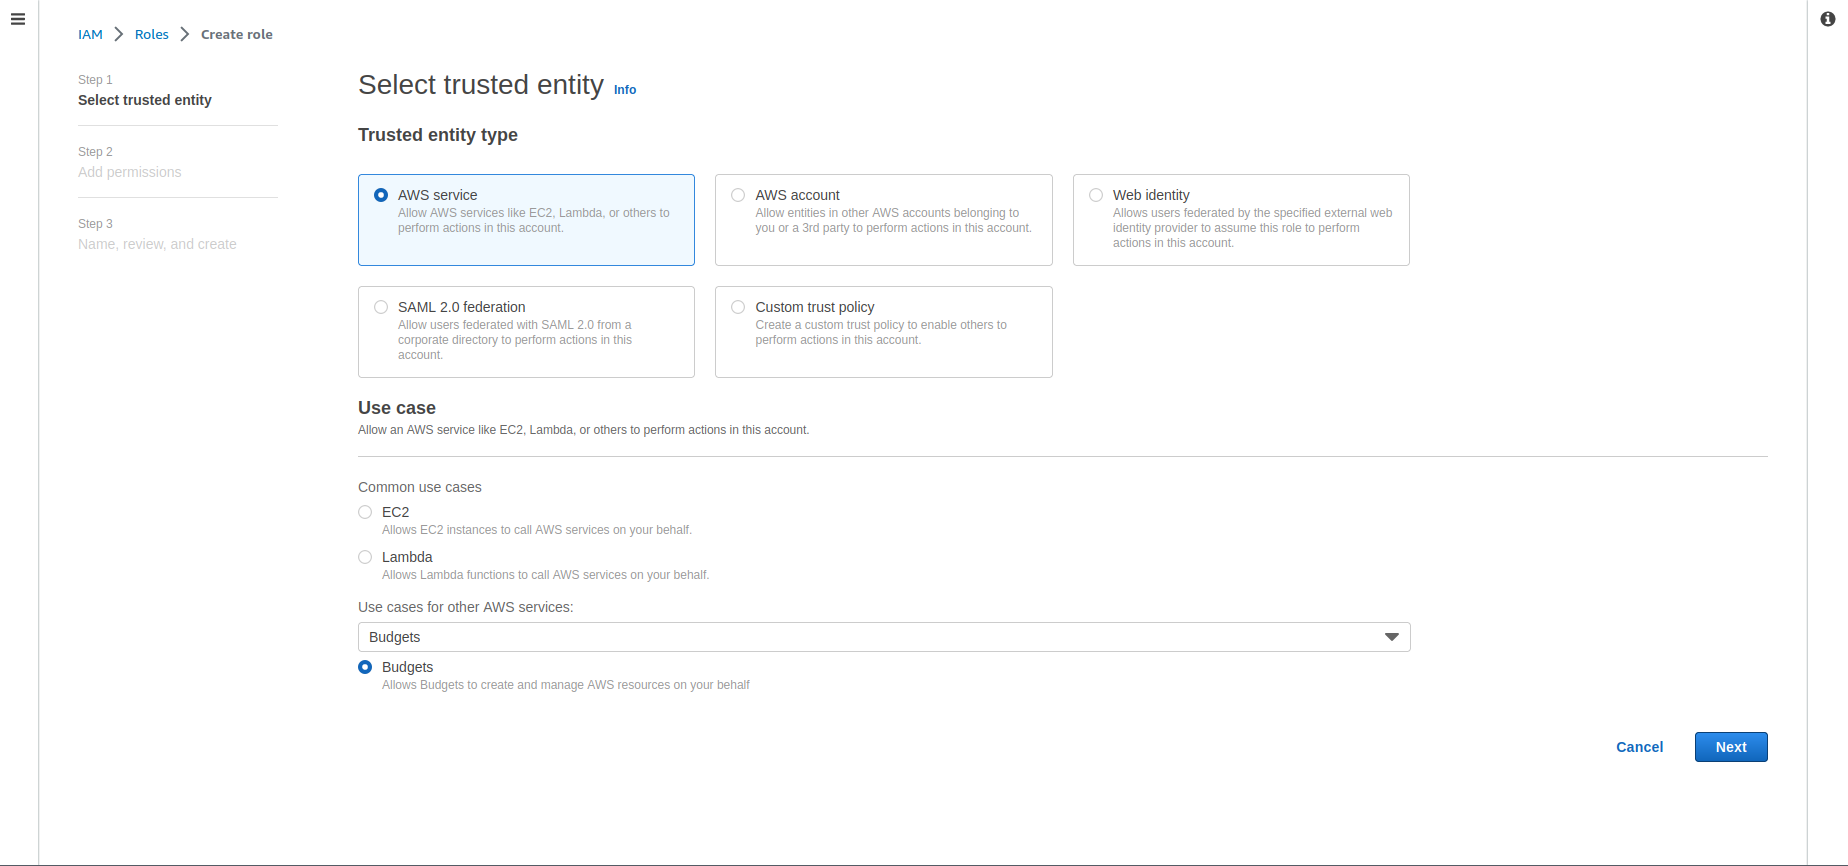 IAM > Roles > Create role
Step 1
Select trusted entity
Step 2
Add permissions
Step 3
Name, review, and create
Select trusted entity Info
Trusted entity type
AWS service
Allow AWS services like EC2, Lambda, or others to
perform actions in this account.
AWS account
Allow entities in other AWS accounts belonging to
you or a 3rd party to perform actions in this account.
Web identity
Allows users federated by the specified external web
identity provider to assume this role to perform
actions in this account.
SAML 2.0 federation
Allow users federated with SAML 2.0 from a
corporate directory to perform actions in this
account.
Custom trust policy
Create a custom trust policy to enable others to
perform actions in this account.
Use case
Allow an AWS service like EC2, Lambda, or others to perform actions in this account.
Common use cases
EC2
Allows EC2 instances to call AWS services on your behalf.
Lambda
Allows Lambda functions to call AWS services on your behalf.
Use cases for other AWS services:
Budgets
Budgets
Allows Budgets to create and manage AWS resources on your behalf
Cancel Next